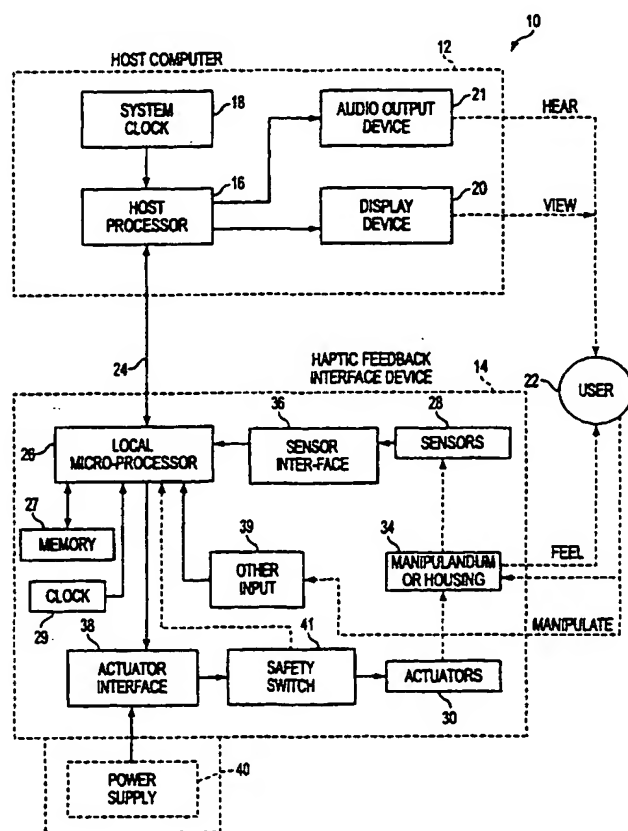 10
HOST COMPUTER
12
SYSTEM
CLOCK
18
AUDIO OUTPUT
DEVICE
21
HEAR
16
HOST
PROCESSOR
20
DISPLAY
DEVICE
VIEW
24
HAPTIC FEEDBACK
INTERFACE DEVICE
14
22
USER
26
LOCAL
MICRO-PROCESSOR
36
SENSOR
INTER-FACE
28
SENSORS
27
MEMORY
39
OTHER
INPUT
34
MANIPULANDUM
OR HOUSING
FEEL
CLOCK
29
MANIPULATE
38
ACTUATOR
INTERFACE
41
SAFETY
SWITCH
ACTUATORS
30
POWER
SUPPLY
40